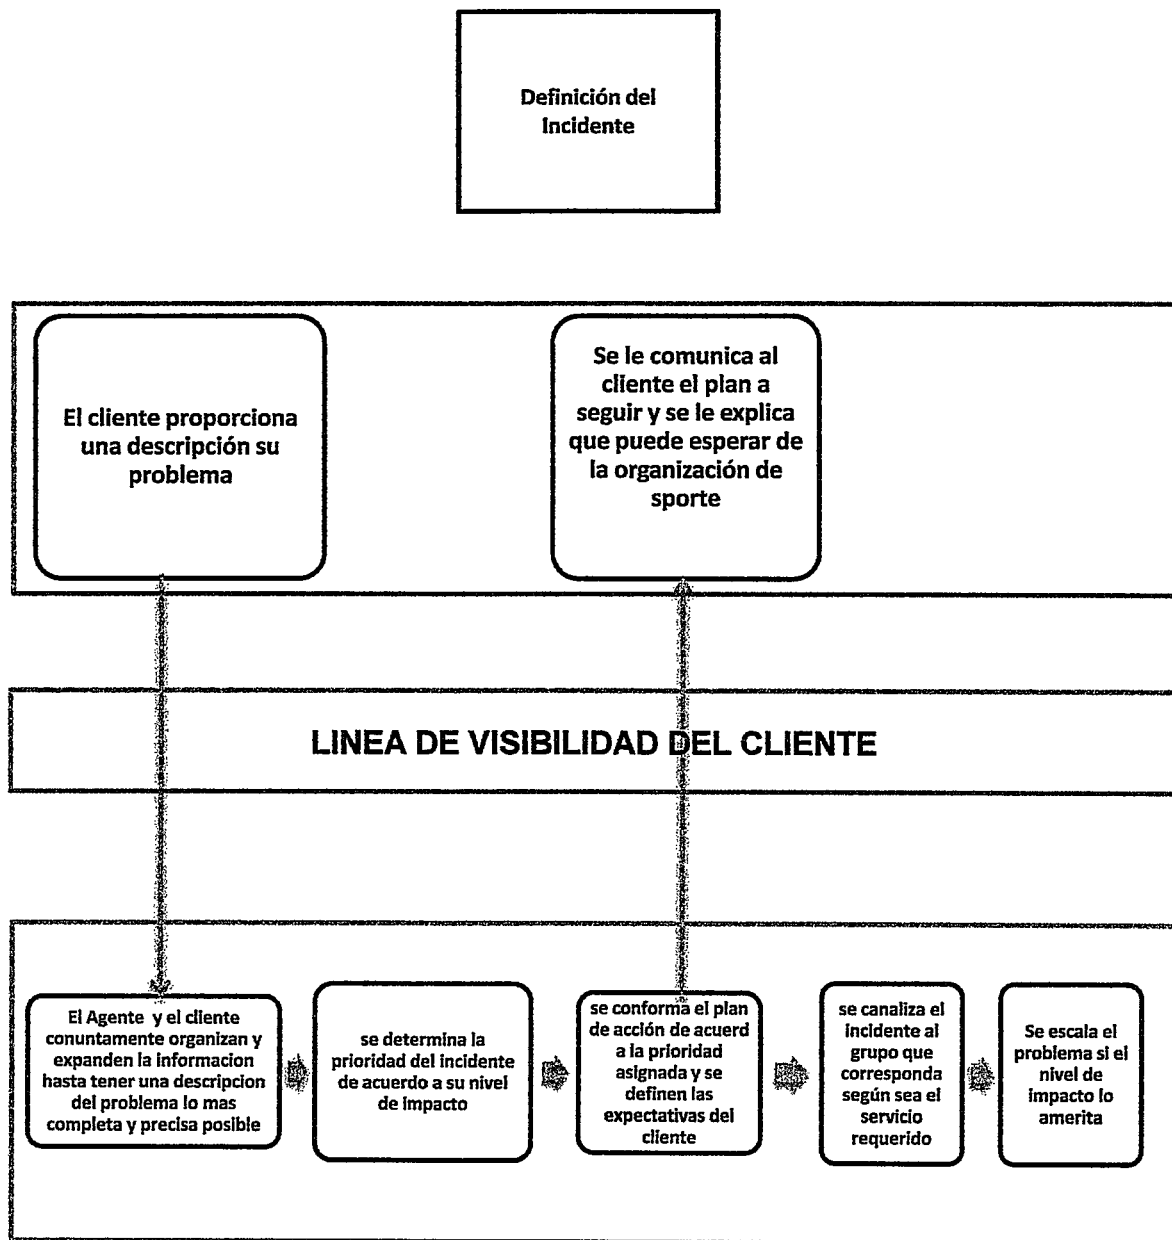 Definición del
Incidente
El cliente proporciona
una descripción su
problema
Se le comunica al
cliente el plan a
seguir y se le explica
que puede esperar de
la organización de
sporte
LINEA DE VISIBILIDAD DEL CLIENTE
El Agente y el cliente
conuntamente organizan y
expanden la informacion
hasta tener una descripcion
del problema lo mas
completa y precisa posible
se determina la
prioridad del incidente
de acuerdo a su nivel
de impacto
se conforma el plan
de acción de acuerd
a la prioridad
asignada y se
definen las
expectativas del
cliente
se canaliza el
incidente al
grupo que
corresponda
según sea el
servicio
requerido
Se escala el
problema si el
nivel de
impacto lo
amerita